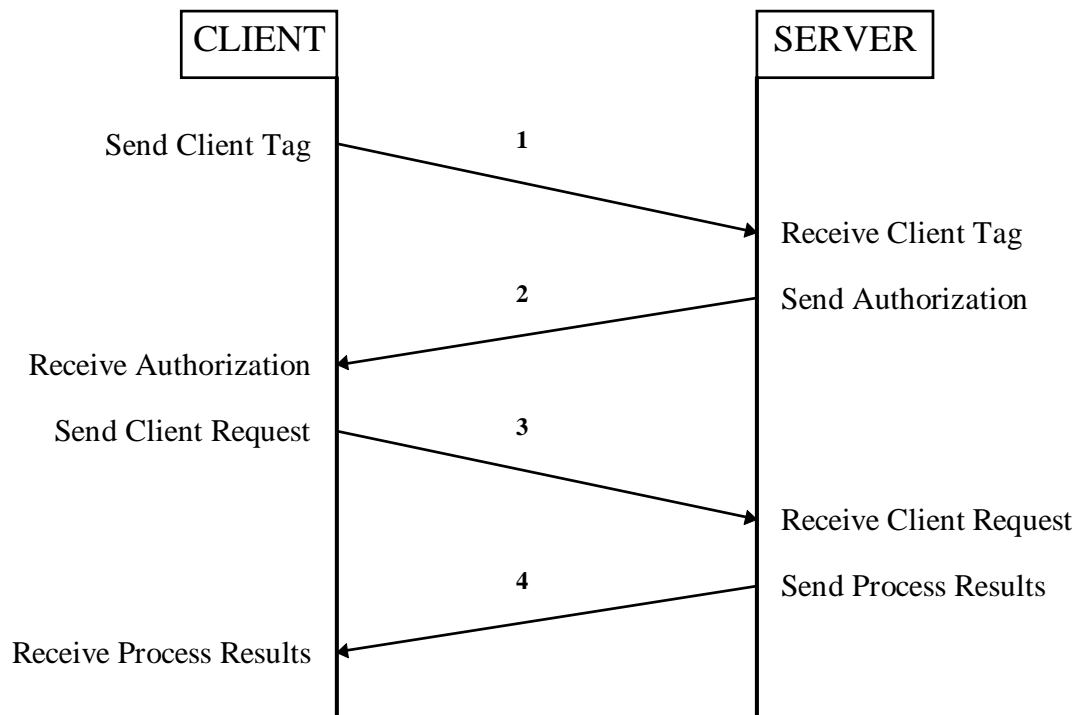 CLIENT
SERVER
Send Client Tag
1
Receive Client Tag
2
Send Authorization
Receive Authorization
Send Client Request
3
Receive Client Request
4
Send Process Results
Receive Process Results